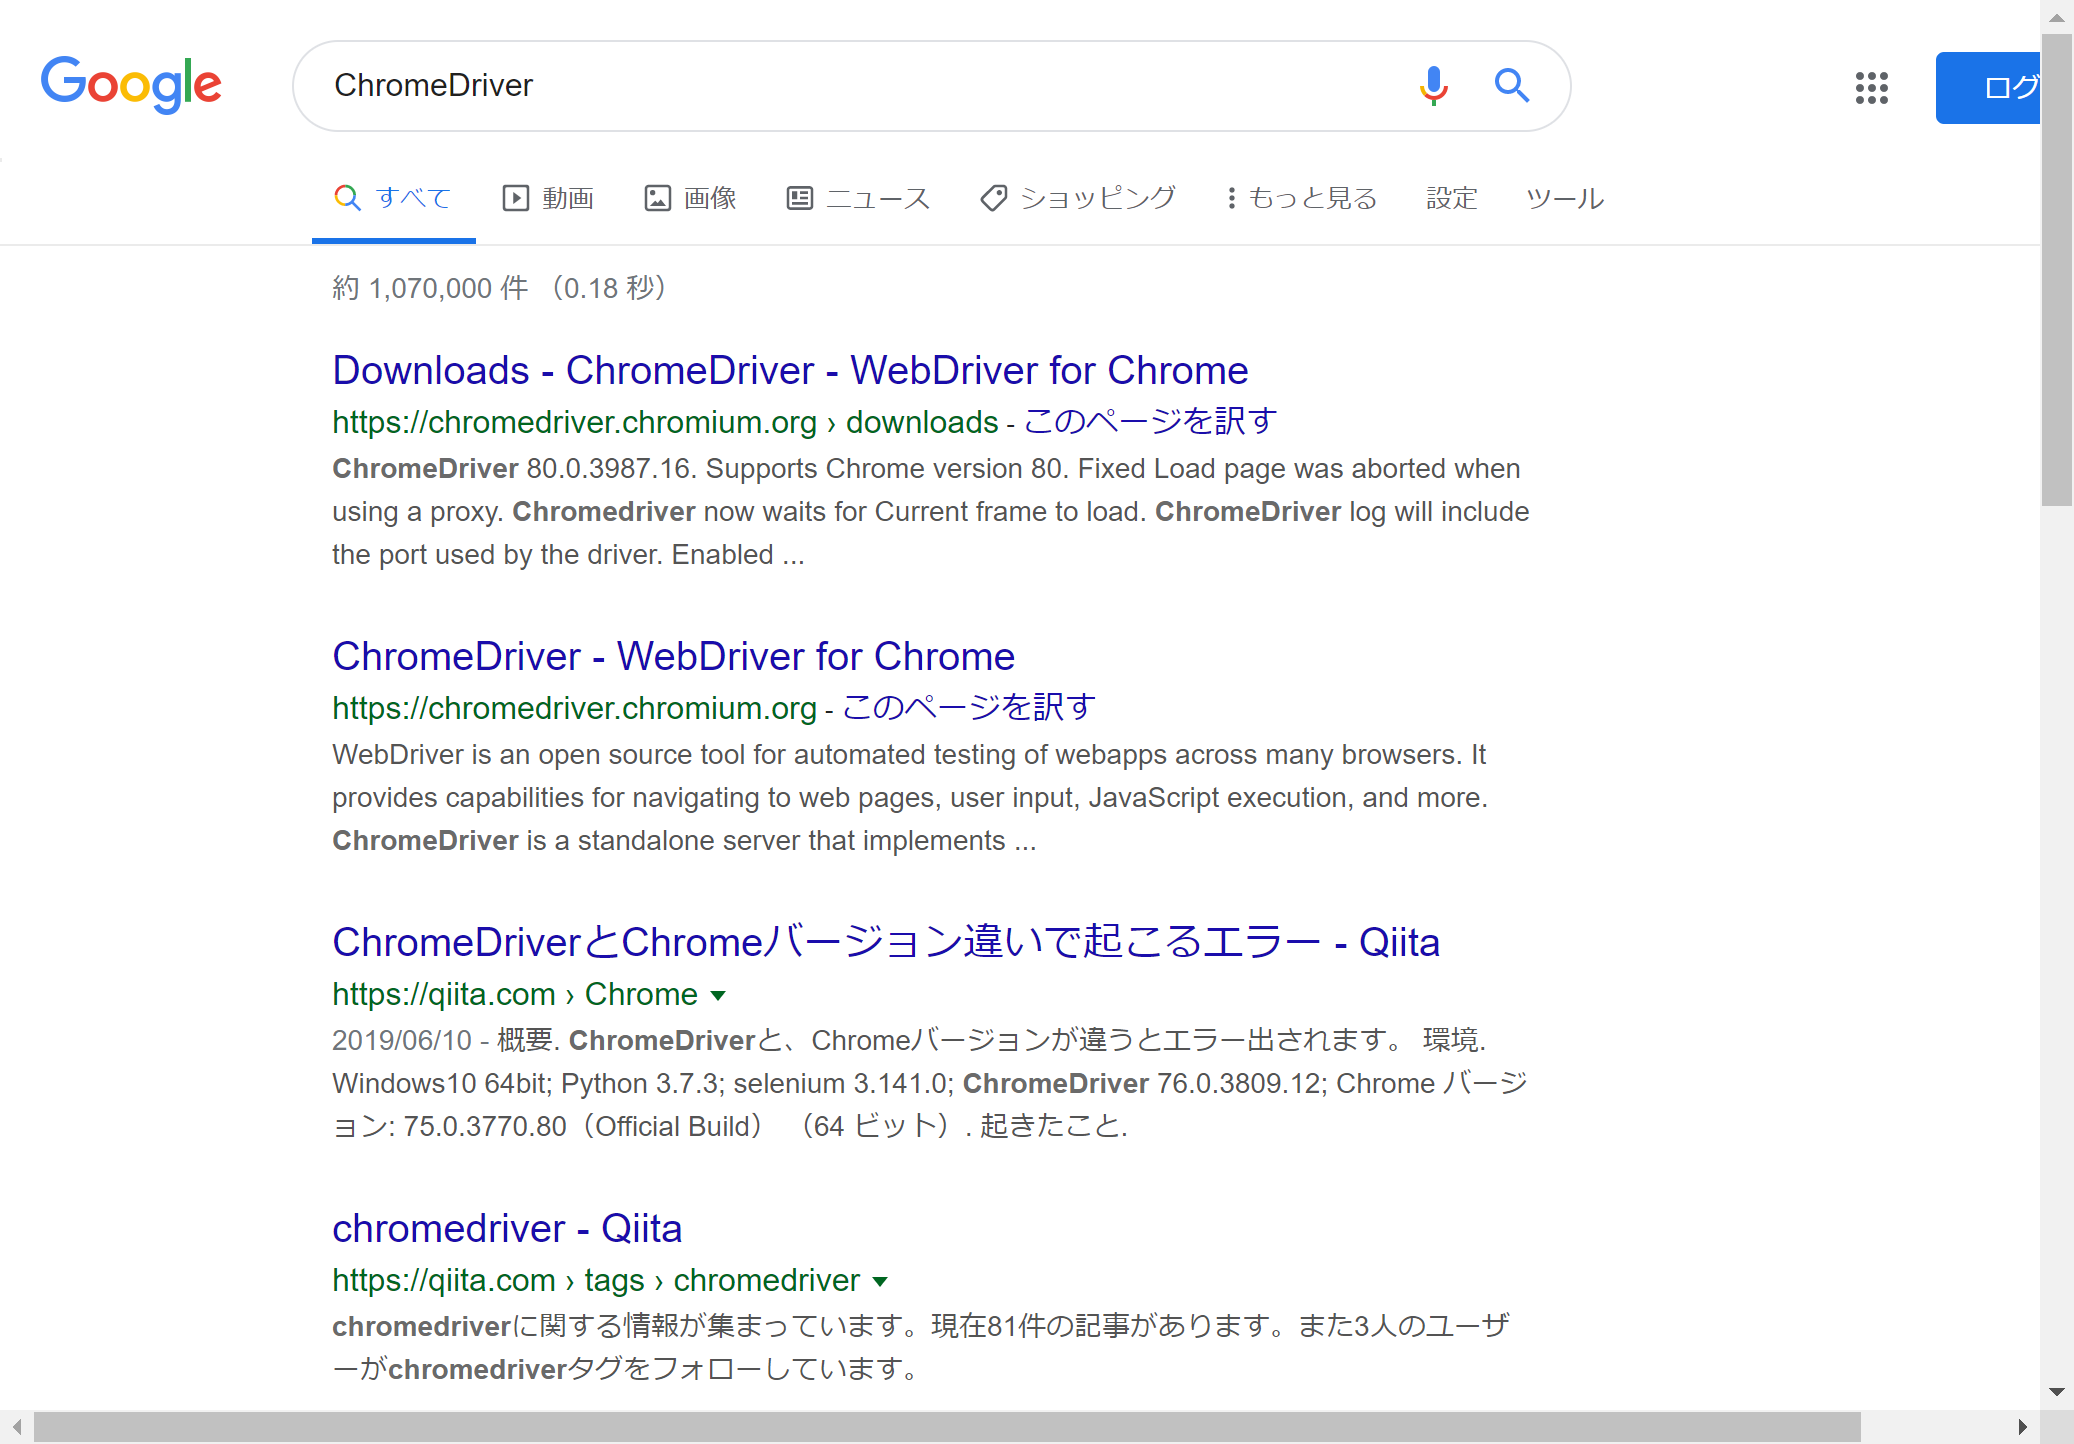 Google
ChromeDriver
ログ
すべて 動画 画像 ニュース ショッピング もっと見る 設定 ツール
約 1,070,000 件 （0.18 秒）
Downloads - ChromeDriver - WebDriver for Chrome
https://chromedriver.chromium.org › downloads - このページを訳す
ChromeDriver 80.0.3987.16. Supports Chrome version 80. Fixed Load page was aborted when
using a proxy. Chromedriver now waits for Current frame to load. ChromeDriver log will include
the port used by the driver. Enabled ...
ChromeDriver - WebDriver for Chrome
https://chromedriver.chromium.org - このページを訳す
WebDriver is an open source tool for automated testing of webapps across many browsers. It
provides capabilities for navigating to web pages, user input, JavaScript execution, and more.
ChromeDriver is a standalone server that implements ...
ChromeDriverとChromeバージョン違いで起こるエラー - Qiita
https://qiita.com › Chrome
2019/06/10 - 概要. ChromeDriverと、Chromeバージョンが違うとエラー出されます。 環境.
Windows10 64bit; Python 3.7.3; selenium 3.141.0; ChromeDriver 76.0.3809.12; Chrome バージ
ョン: 75.0.3770.80（Official Build） （64 ビット）. 起きたこと.
chromedriver - Qiita
https://qiita.com › tags › chromedriver
chromedriverに関する情報が集まっています。現在81件の記事があります。また3人のユーザ
ーがchromedriverタグをフォローしています。